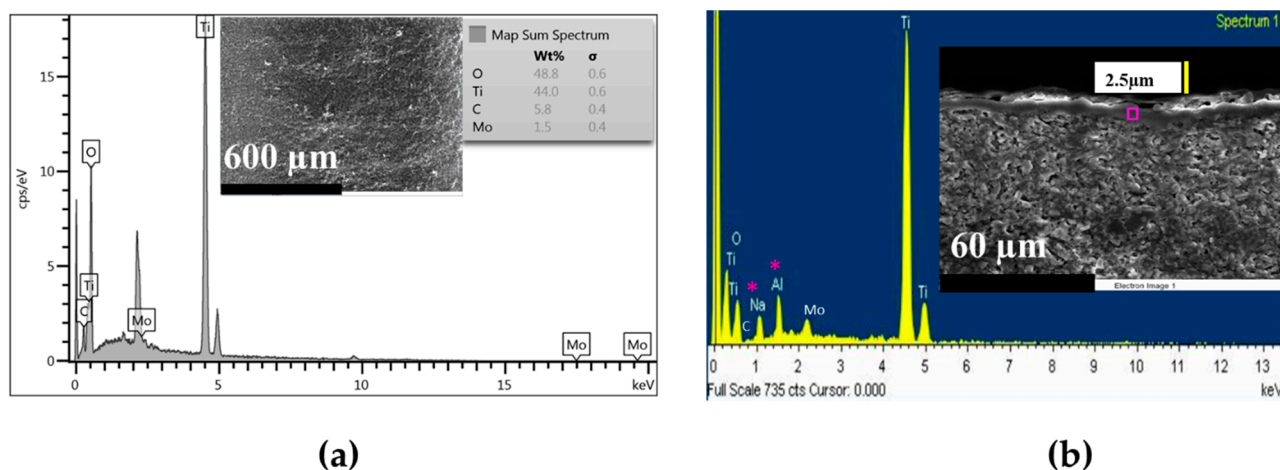 Ti
Map Sum Spectrum
Wt% σ
O 48.8 0.6
Ti 44.0 0.6
C 5.8 0.4
Mo 1.5 0.4
15
O
600 µm
10
cps/eV
5
Ti
C
Mo
Mo
Mo
0
0 5 10 15 keV
(a)
Spectrum 1
Ti
2.5µm
O
Ti
*
Al
60 µm
Ti
*
Na
Mo
Ti
C
Electron Image 1
0 1 2 3 4 5 6 7 8 9 10 11 12 13
Full Scale 735 cts Cursor: 0.000
keV
(b)